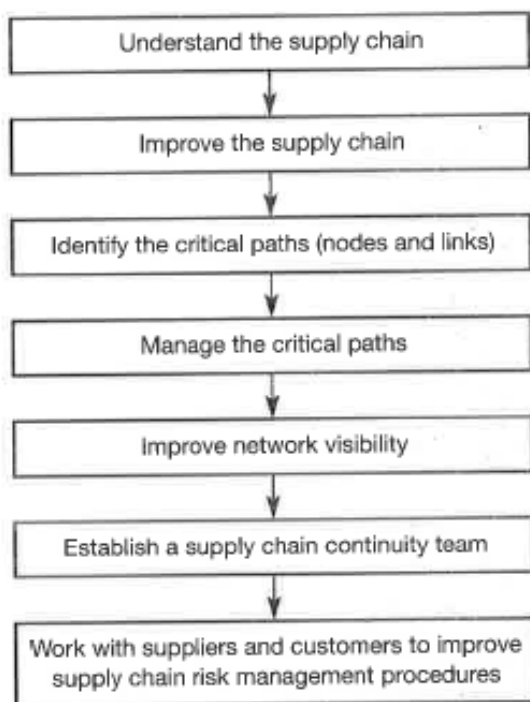 Understand the supply chain
Improve the supply chain
Identify the critical paths (nodes and links)
Manage the critical paths
Improve network visibility
Establish a supply chain continuity team
Work with suppliers and customers to improve
supply chain risk management procedures